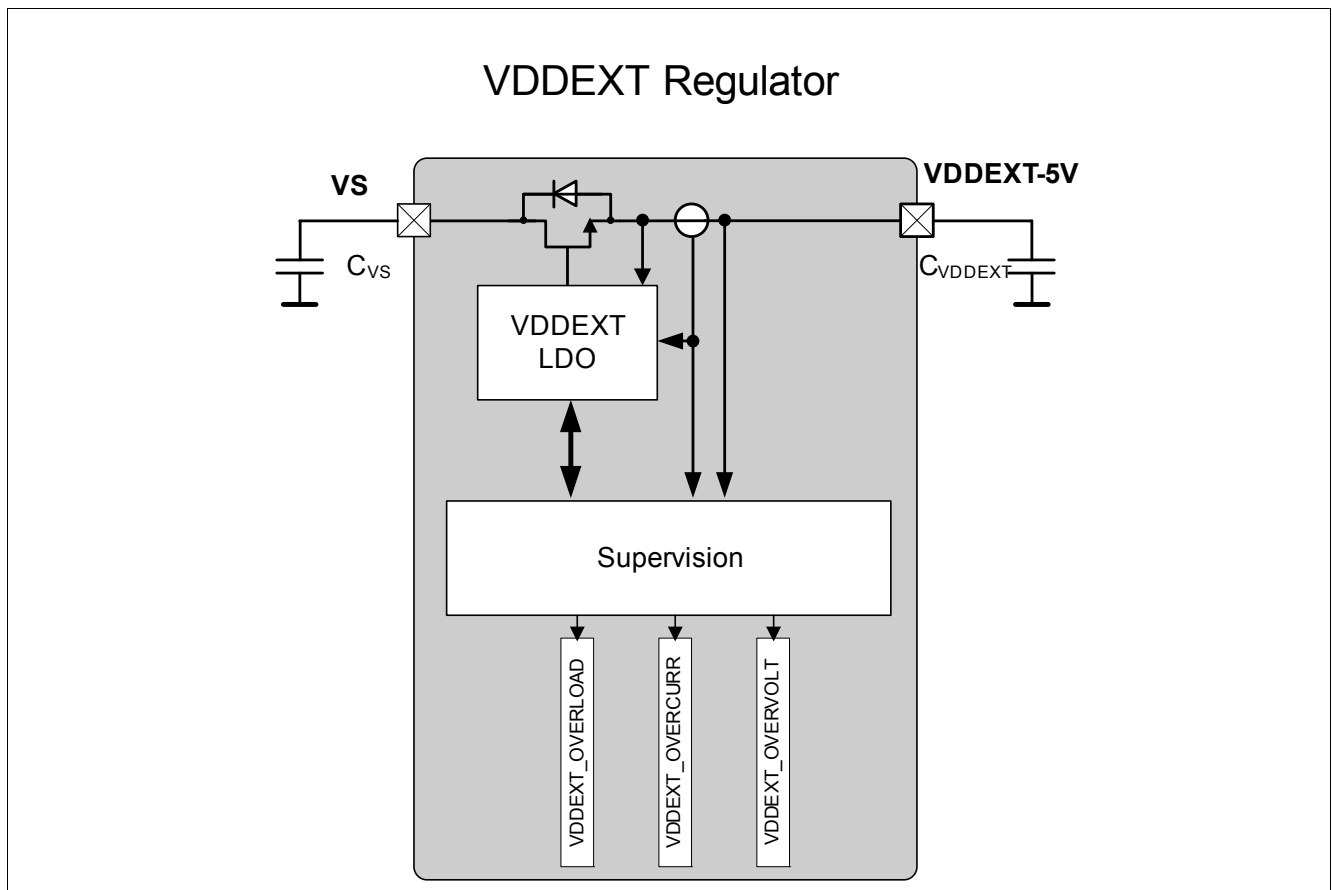 VDDEXT Regulator
VS
VDDEXT-5V
CVS
CVDDEXT
VDDEXT
LDO
Supervision
VDDEXT_OVERLOAD
VDDEXT_OVERCURR
VDDEXT_OVERVOLT